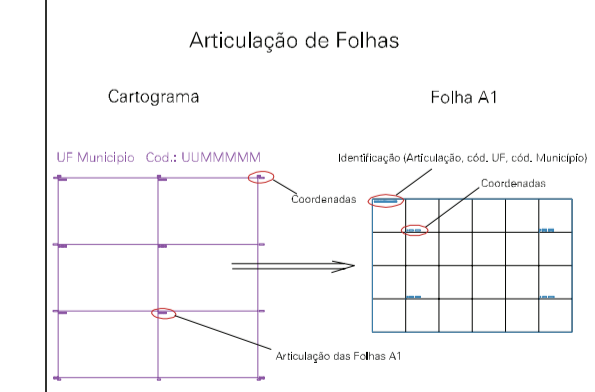 Articulação de Folhas
Cartograma
Folha A1
UF Municipio Cod.: UUMMMMM
Identificação (Articulação, cód. UF, cód. Município)
Coordenadas
Coordenadas
Articulação das Folhas A1